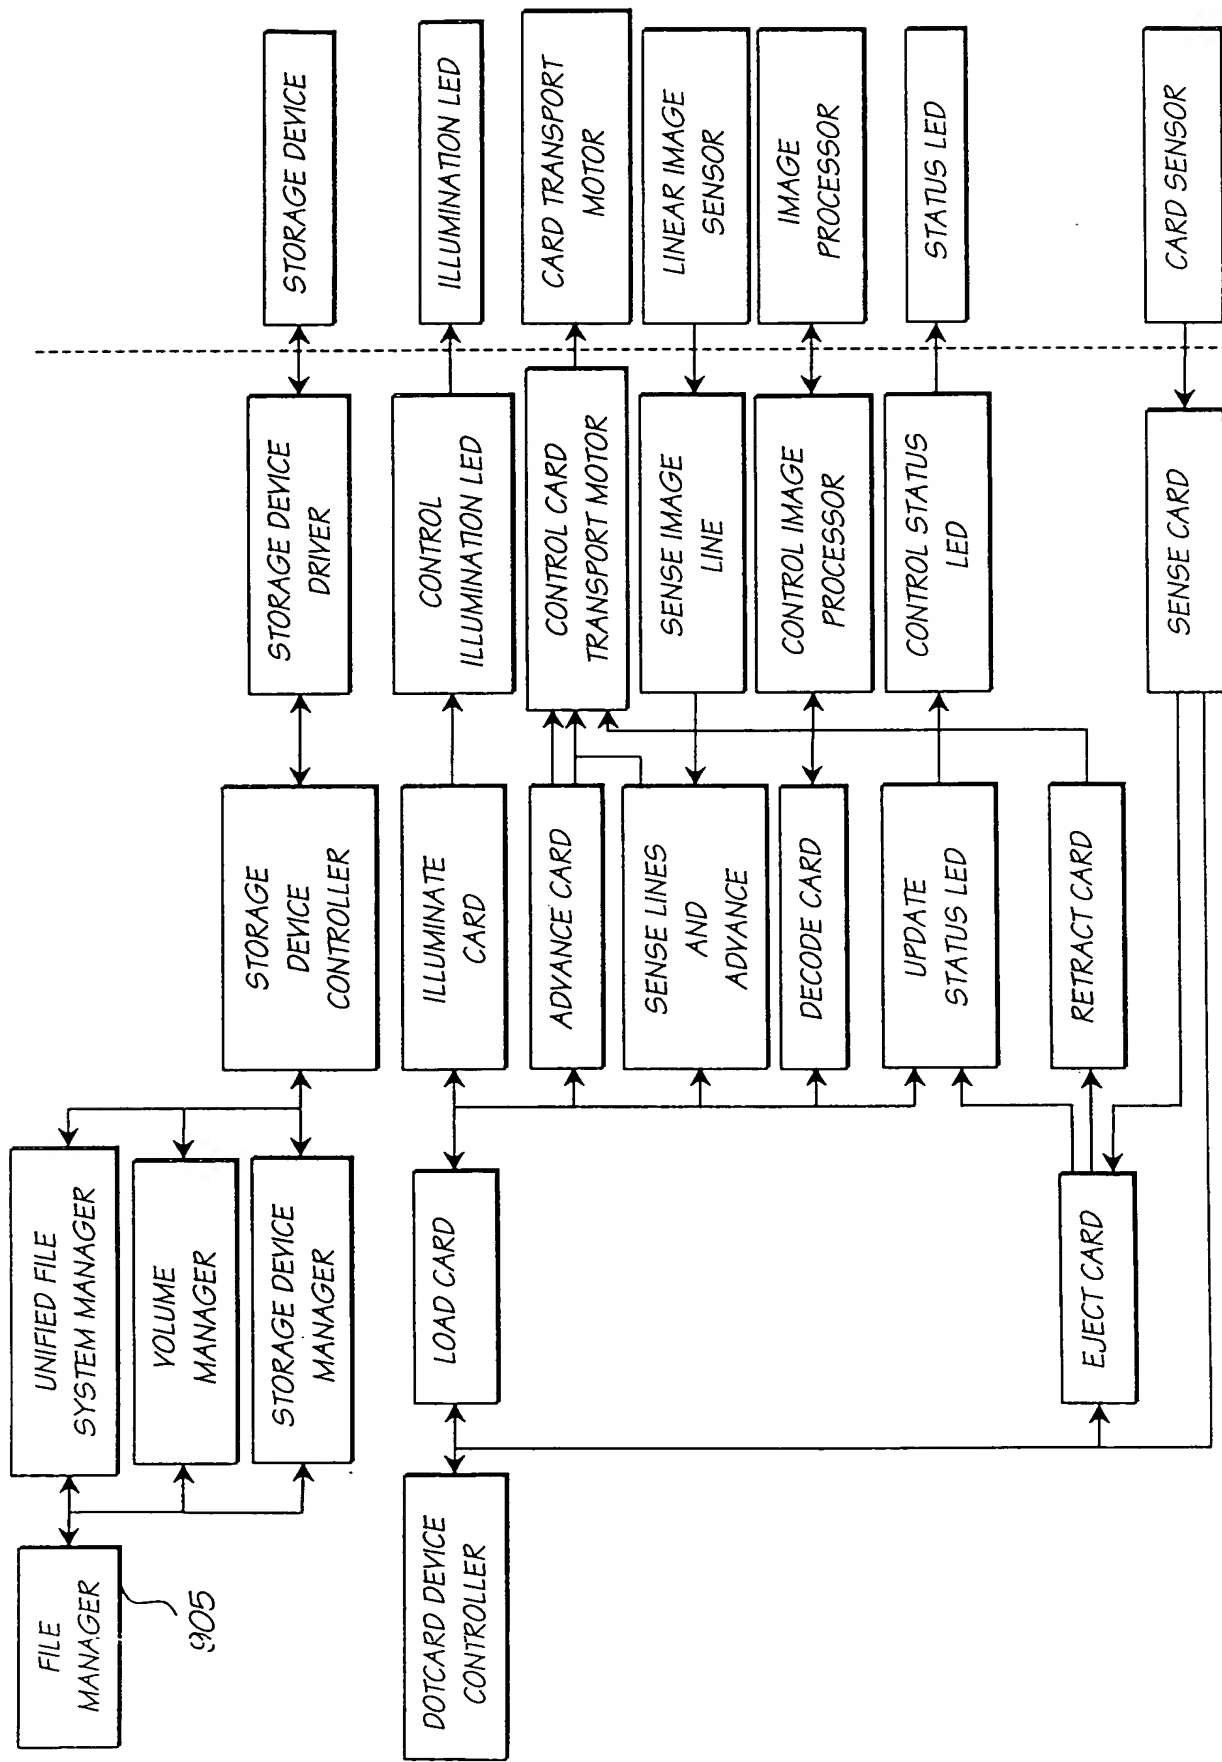 FILE
MANAGER
905
UNIFIED FILE
SYSTEM MANAGER
VOLUME
MANAGER
STORAGE DEVICE
MANAGER
STORAGE
DEVICE
CONTROLLER
STORAGE DEVICE
DRIVER
STORAGE DEVICE
DOTCARD DEVICE
CONTROLLER
LOAD CARD
ILLUMINATE
CARD
CONTROL
ILLUMINATION LED
ILLUMINATION LED
ADVANCE CARD
CONTROL CARD
TRANSPORT MOTOR
CARD TRANSPORT
MOTOR
SENSE LINES
AND
ADVANCE
SENSE IMAGE
LINE
LINEAR IMAGE
SENSOR
DECODE CARD
CONTROL IMAGE
PROCESSOR
IMAGE
PROCESSOR
UPDATE
STATUS LED
CONTROL STATUS
LED
STATUS LED
EJECT CARD
RETRACT CARD
SENSE CARD
CARD SENSOR